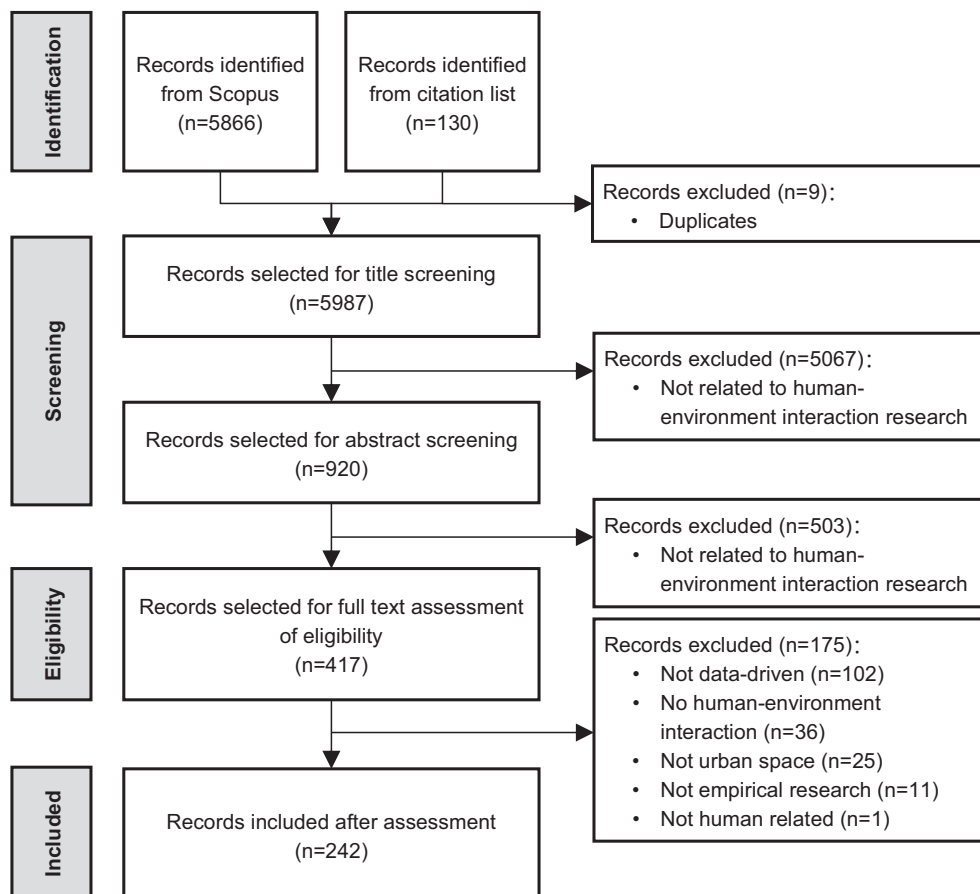 Identification
Records identified
from Scopus
(n=5866)
Records identified
from citation list
(n=130)
Records excluded (n=9):
• Duplicates
Screening
Records selected for title screening
(n=5987)
Records excluded (n=5067):
• Not related to human-
environment interaction research
Records selected for abstract screening
(n=920)
Records excluded (n=503):
• Not related to human-
environment interaction research
Eligibility
Records selected for full text assessment
of eligibility
(n=417)
Records excluded (n=175):
• Not data-driven (n=102)
• No human-environment
interaction (n=36)
• Not urban space (n=25)
• Not empirical research (n=11)
• Not human related (n=1)
Included
Records included after assessment
(n=242)